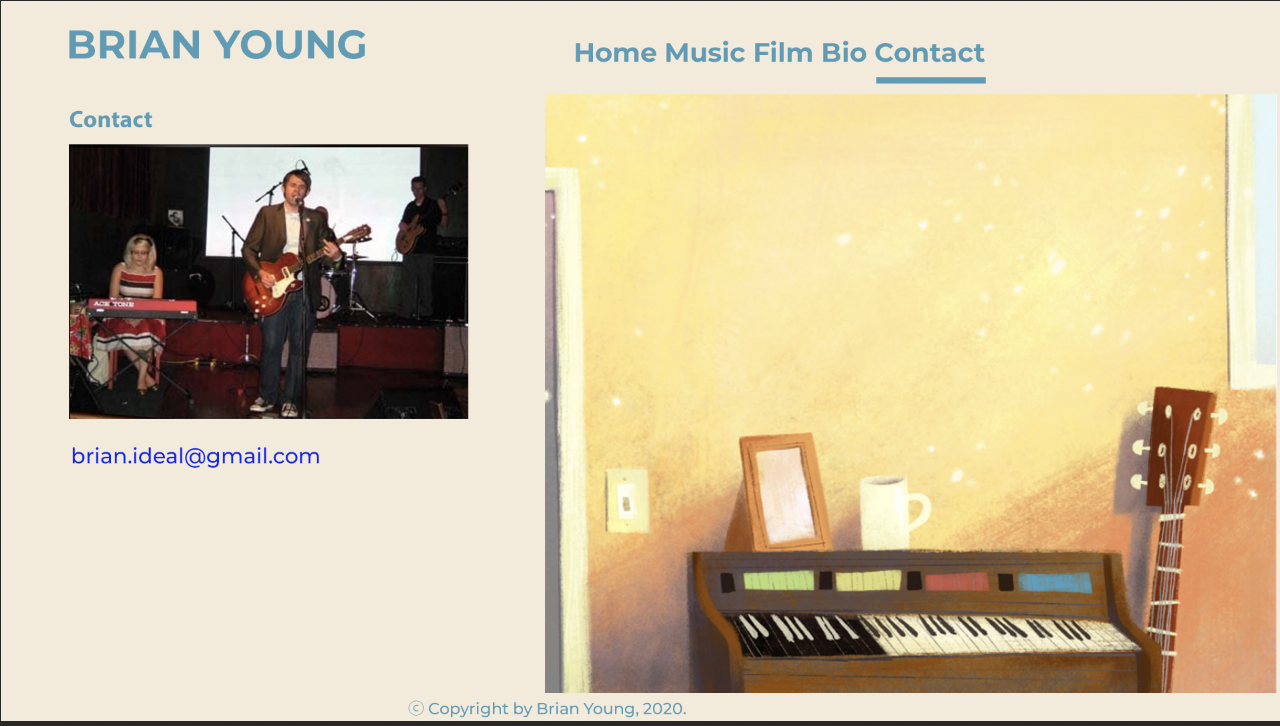 BRIAN YOUNG
Home Music Film Bio Contact
Contact
ACE TONE
brian.ideal@gmail.com
ⓒ Copyright by Brian Young, 2020.